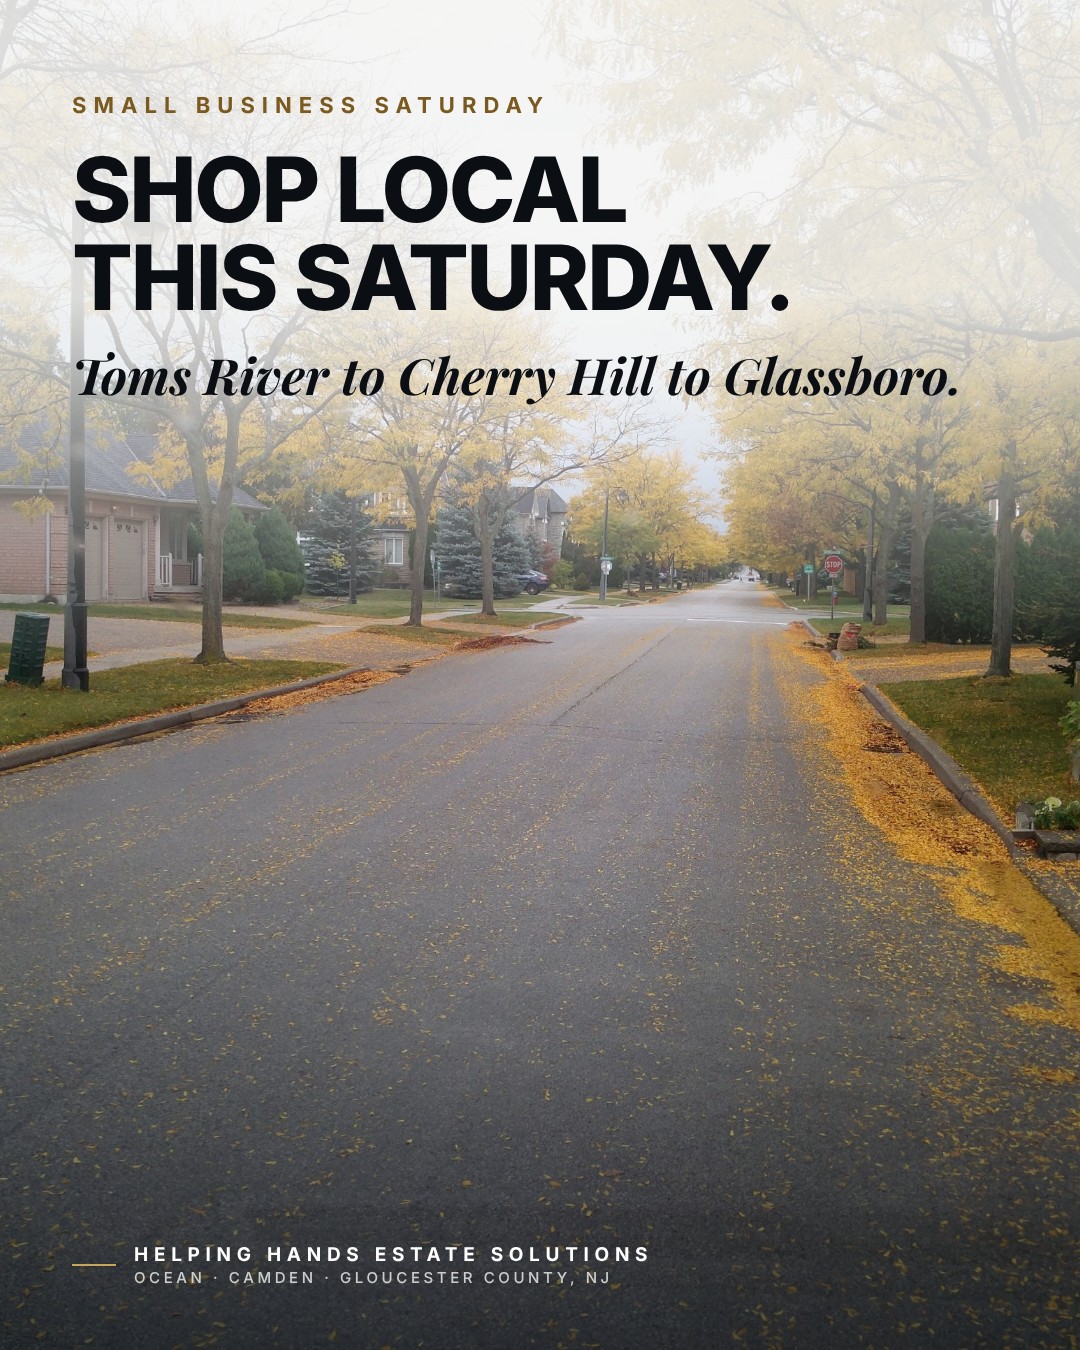 SMALL BUSINESS SATURDAY
SHOP LOCAL
THIS SATURDAY.
Toms River to Cherry Hill to Glassboro.
STOP
HELPING HANDS ESTATE SOLUTIONS
OCEAN · CAMDEN · GLOUCESTER COUNTY, NJ